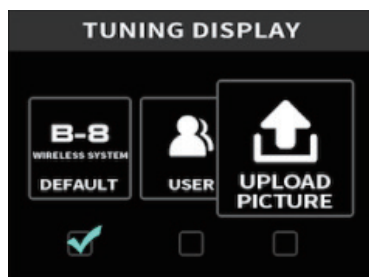 TUNING DISPLAY
B-8
WIRELESS SYSTEM
DEFAULT
USER
UPLOAD
PICTURE